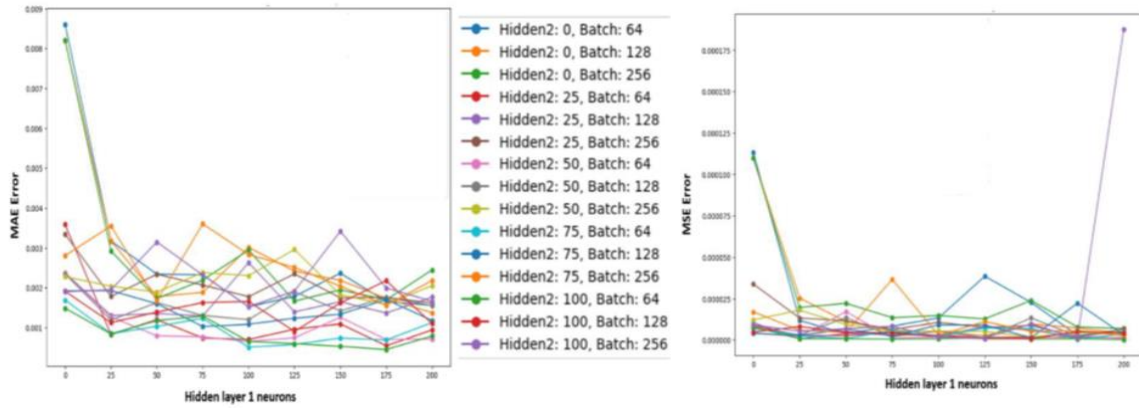 0.009
0.008
0.007
0.006
0.005
0.004
0.003
0.002
0.001
MAE Error
0 25 50 75 100 125 150 175 200
Hidden layer 1 neurons
Hidden2: 0, Batch: 64
Hidden2: 0, Batch: 128
Hidden2: 0, Batch: 256
Hidden2: 25, Batch: 64
Hidden2: 25, Batch: 128
Hidden2: 25, Batch: 256
Hidden2: 50, Batch: 64
Hidden2: 50, Batch: 128
Hidden2: 50, Batch: 256
Hidden2: 75, Batch: 64
Hidden2: 75, Batch: 128
Hidden2: 75, Batch: 256
Hidden2: 100, Batch: 64
Hidden2: 100, Batch: 128
Hidden2: 100, Batch: 256
0.000175
0.000125
0.000100
0.000075
0.000050
0.000025
0.000000
MSE Error
0 25 50 75 100 125 150 175 200
Hidden layer 1 neurons